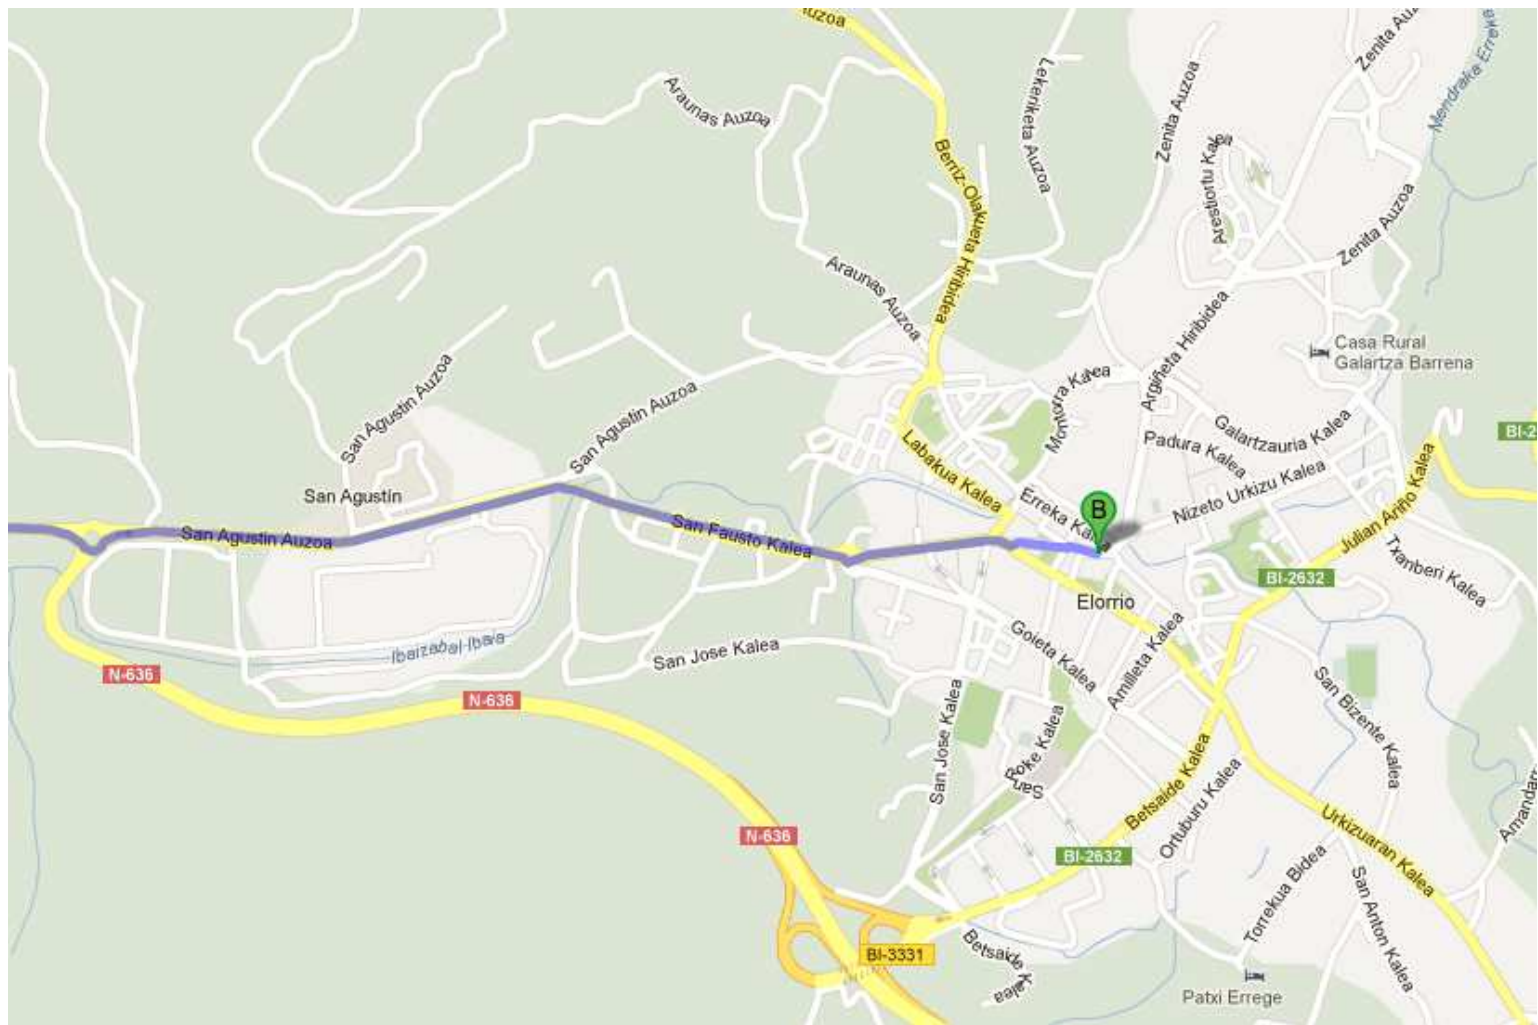 Auzoa
Zenita Auzoa
Mendraka Erreka
Lekeriketa Auzoa
Araunas Auzoa
Zenita Auzoa
Berriz-Olakueta Hiribidea
Arestiortu Kalea
Zenita Auzoa
Araunas Auzoa
Argiñeta Hiribidea
Casa Rural
Galartza Barrena
San Agustin Auzoa
San Agustin Auzoa
Montorra Kalea
Galartzauria Kalea
Padura Kalea
BI-2
Labakua Kalea
Nizeto Urkizu Kalea
Julian Ariño Kalea
San Agustín
Erreka Kalea
B
San Agustin Auzoa
San Fausto Kalea
Txanberi Kalea
BI-2632
Elorrio
Ibaizabal Ibaia
San Jose Kalea
Goieta Kalea
Amilleta Kalea
N-636
N-636
San Bizente Kalea
San Jose Kalea
San Roke Kalea
Betsaide Kalea
Ortuburu Kalea
N-636
BI-2632
Urkizuaran Kalea
Torrekua Bidea
San Anton Kalea
BI-3331
Betsaide Kalea
Patxi Errege